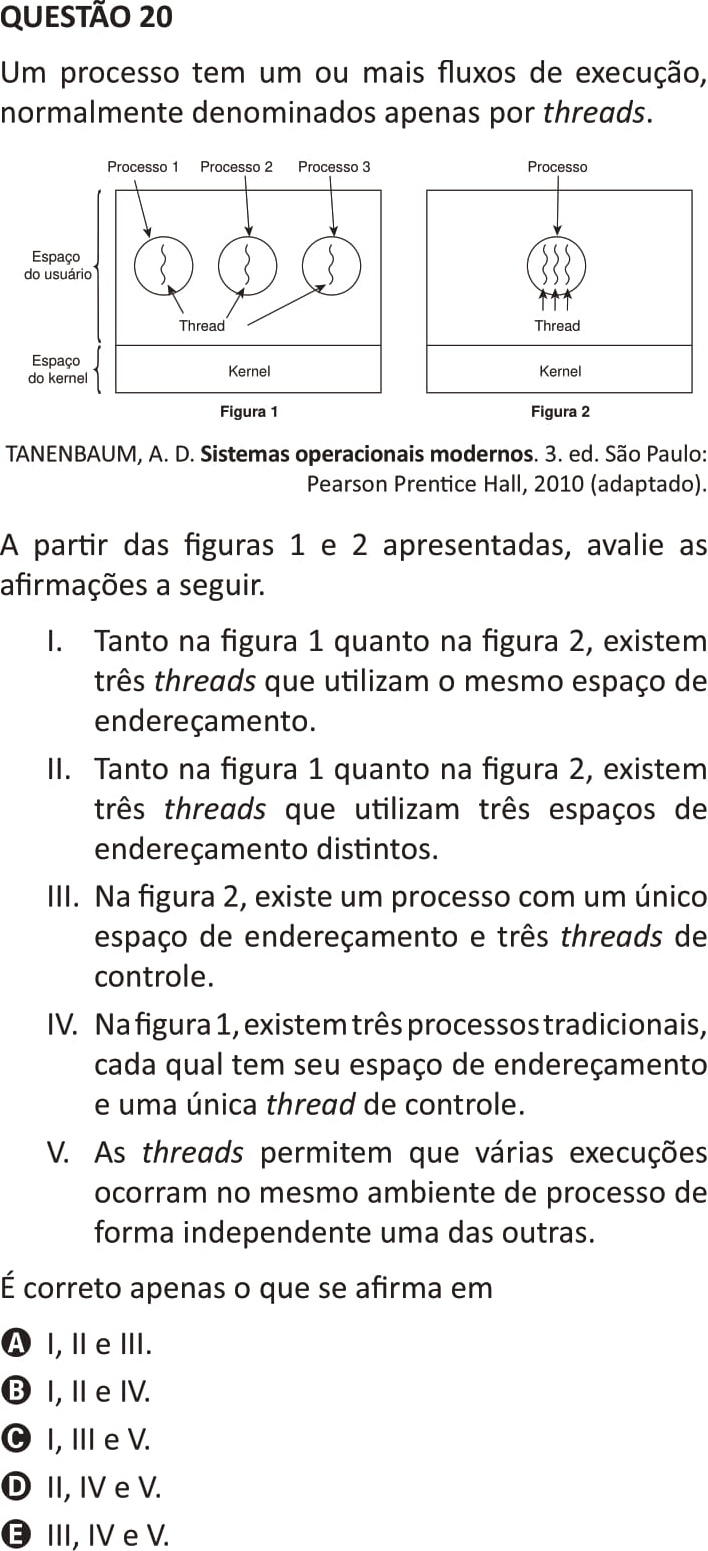 QUESTÃO 20
Um processo tem um ou mais fluxos de execução,
normalmente denominados apenas por threads.
Processo 1 Processo 2 Processo 3
Espaço
do usuário
Thread
Espaço
do kernel
Kernel
Figura 1
Processo
Thread
Kernel
Figura 2
TANENBAUM, A. D. Sistemas operacionais modernos. 3. ed. São Paulo:
Pearson Prentice Hall, 2010 (adaptado).
A partir das figuras 1 e 2 apresentadas, avalie as
afirmações a seguir.
I. Tanto na figura 1 quanto na figura 2, existem
três threads que utilizam o mesmo espaço de
endereçamento.
II. Tanto na figura 1 quanto na figura 2, existem
três threads que utilizam três espaços de
endereçamento distintos.
III. Na figura 2, existe um processo com um único
espaço de endereçamento e três threads de
controle.
IV. Na figura 1, existem três processos tradicionais,
cada qual tem seu espaço de endereçamento
e uma única thread de controle.
V. As threads permitem que várias execuções
ocorram no mesmo ambiente de processo de
forma independente uma das outras.
É correto apenas o que se afirma em
A I, II e III.
B I, II e IV.
C I, III e V.
D II, IV e V.
E III, IV e V.